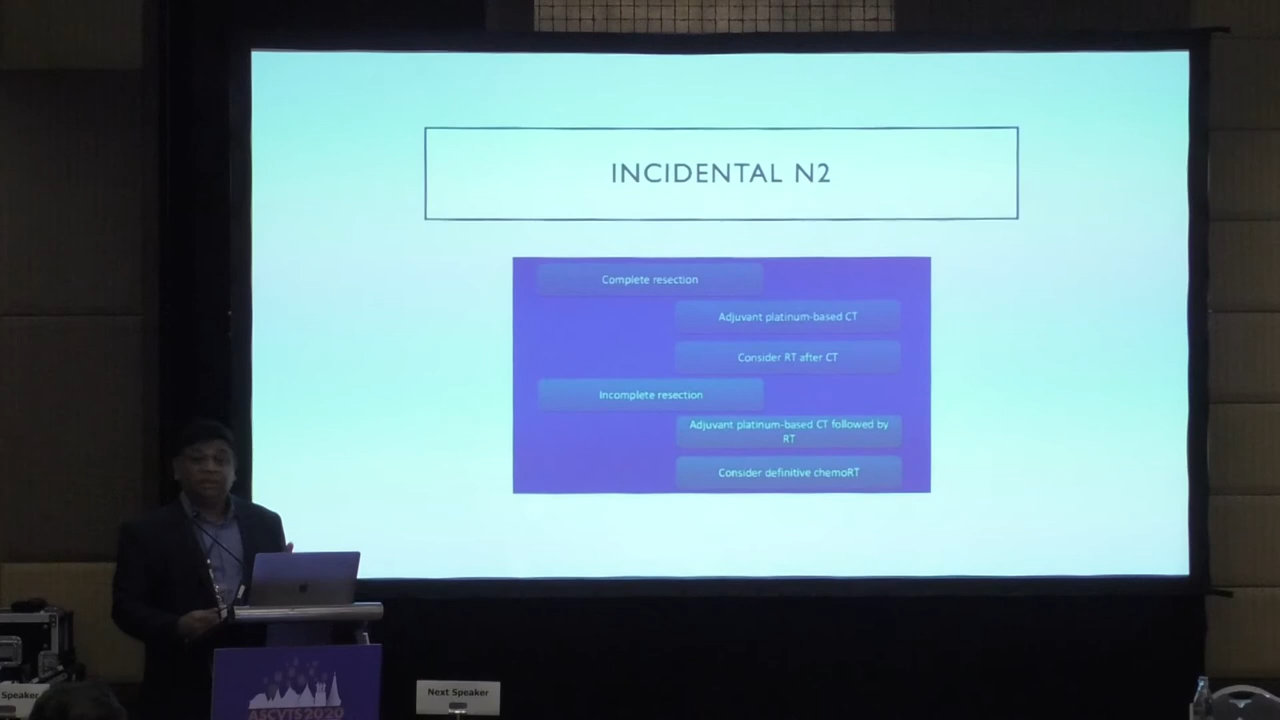 INCIDENTAL N2
Complete resection
Adjuvant platinum-based CT
Consider RT after CT
Incomplete resection
Adjuvant platinum-based CT followed by
RT
Consider definitive chemoRT
Speaker
Next Speaker
ASCVTS2020